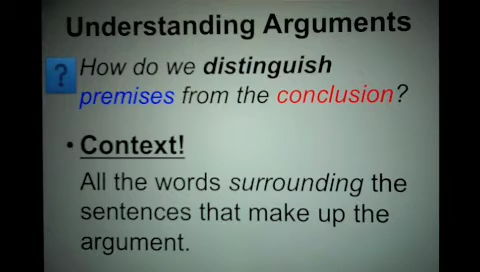 Understanding Arguments
? How do we distinguish
premises from the conclusion?
• Context!
All the words surrounding the
sentences that make up the
argument.